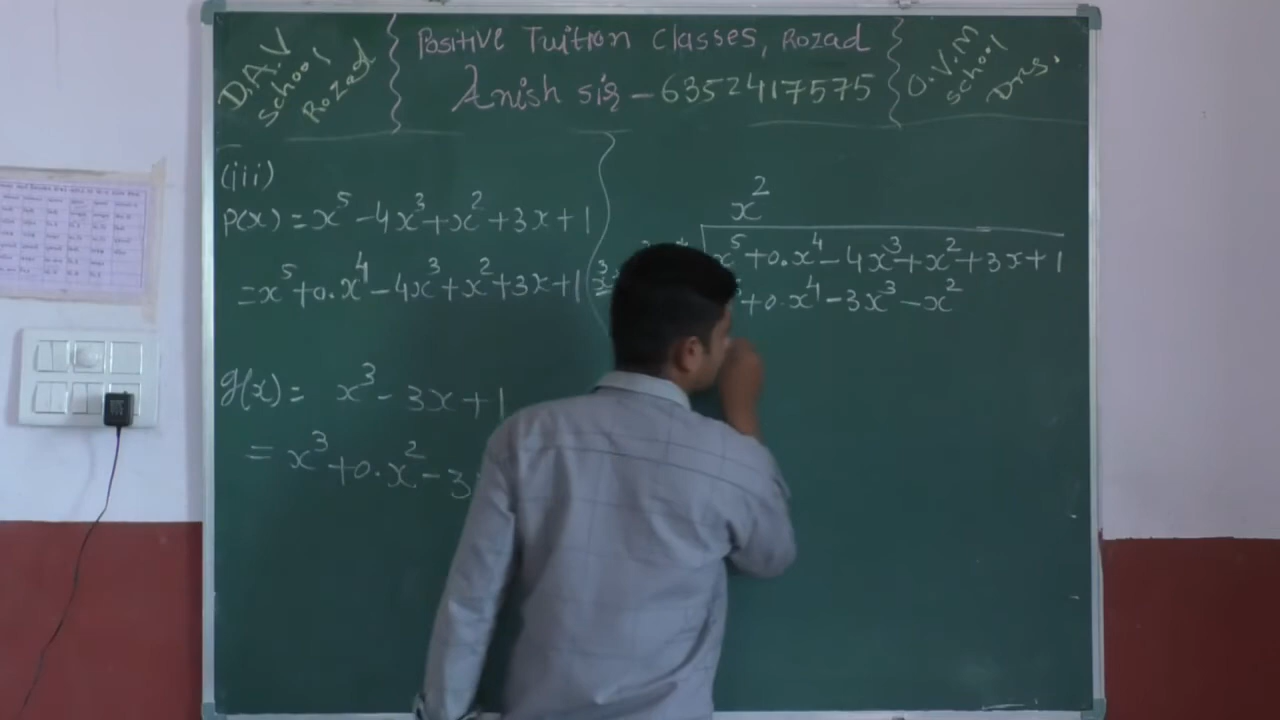 D.A.V
School
Rozad
Positive Tuition Classes, Rozad
Anish sir - 6352417575
O.V.M
School
Drs.
(iii)
p(x) = x⁵ - 4x³ + x² + 3x + 1
= x⁵ + 0.x⁴ - 4x³ + x² + 3x + 1
g(x) = x³ - 3x + 1
= x³ + 0.x² - 3
x²
x⁵ + 0.x⁴ - 4x³ + x² + 3x + 1
+ 0.x⁴ - 3x³ - x²